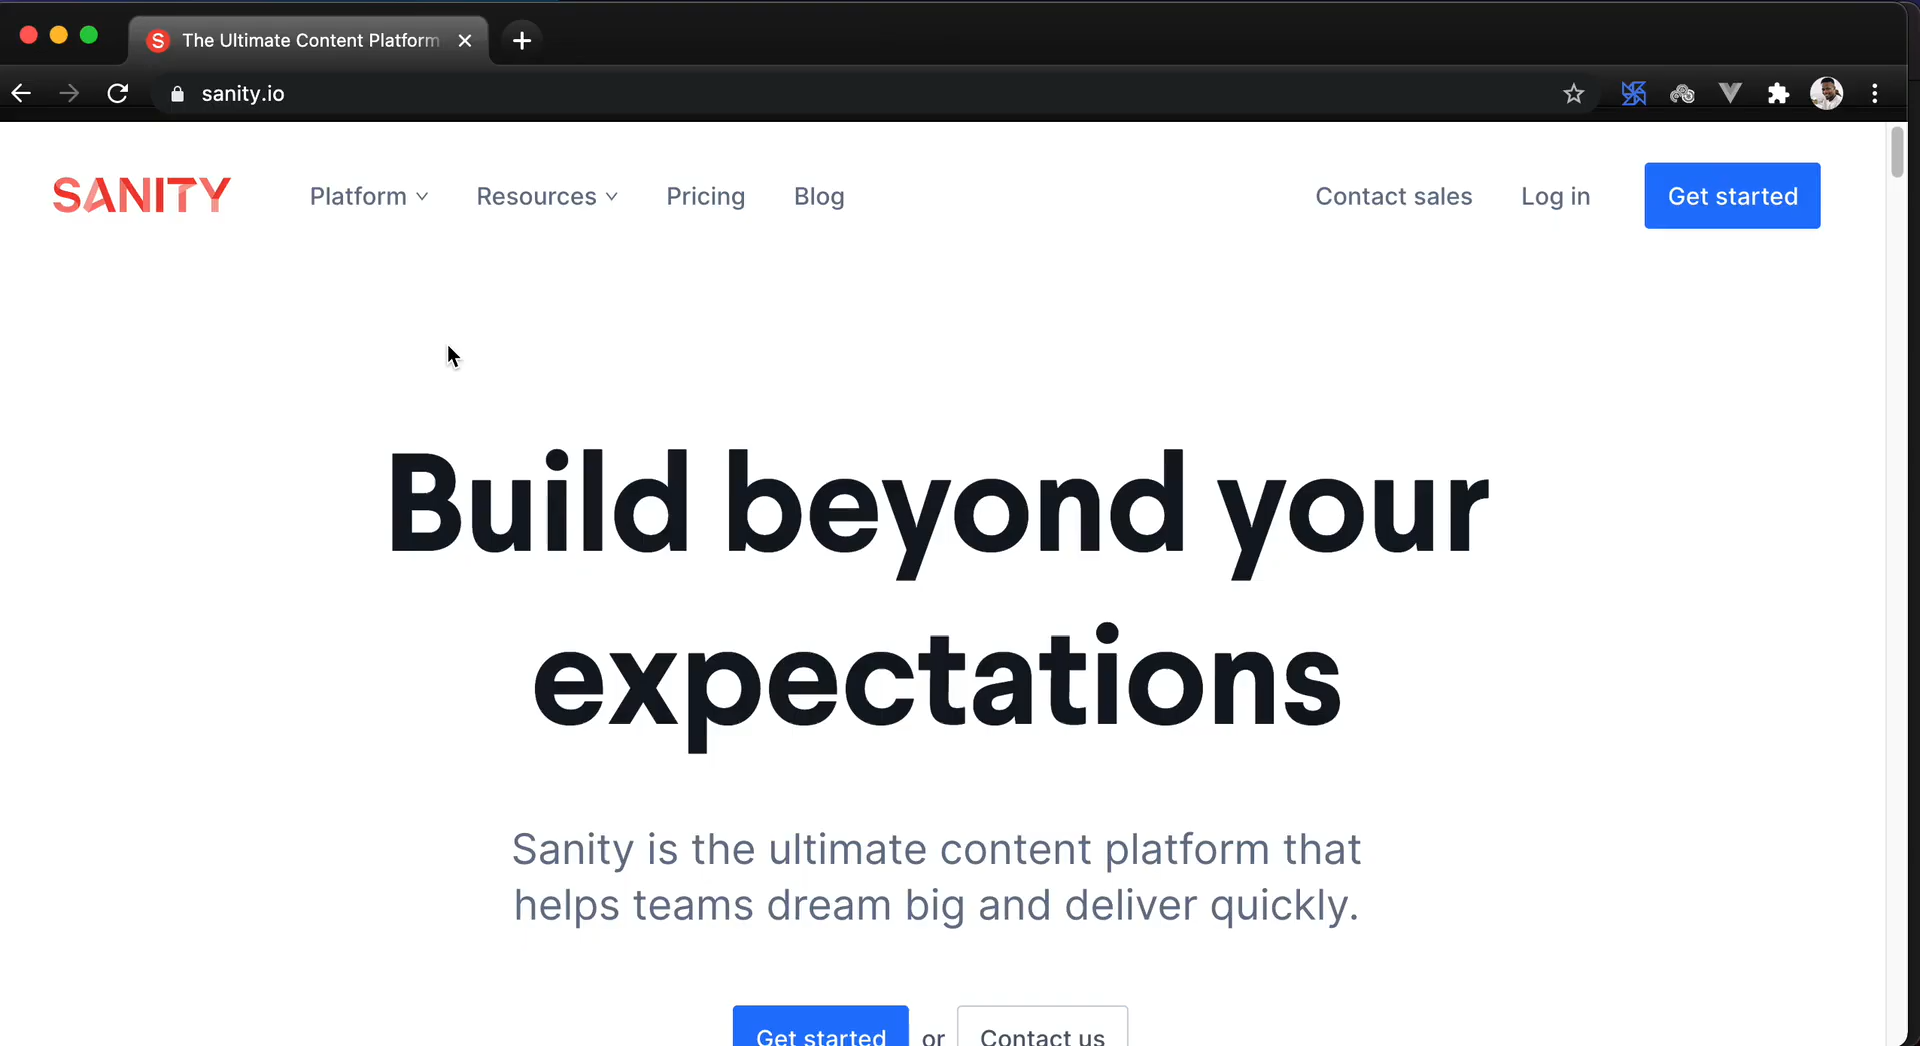 The Ultimate Content Platform
sanity.io
SANITY
Platform
Resources
Pricing
Blog
Contact sales
Log in
Get started
Build beyond your
expectations
Sanity is the ultimate content platform that
helps teams dream big and deliver quickly.
Get started or Contact us